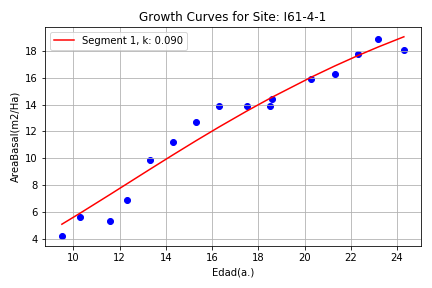 Growth Curves for Site: I61-4-1
Segment 1, k: 0.090
AreaBasal(m2/Ha)
18
16
14
12
10
8
6
4
10 12 14 16 18 20 22 24
Edad(a.)